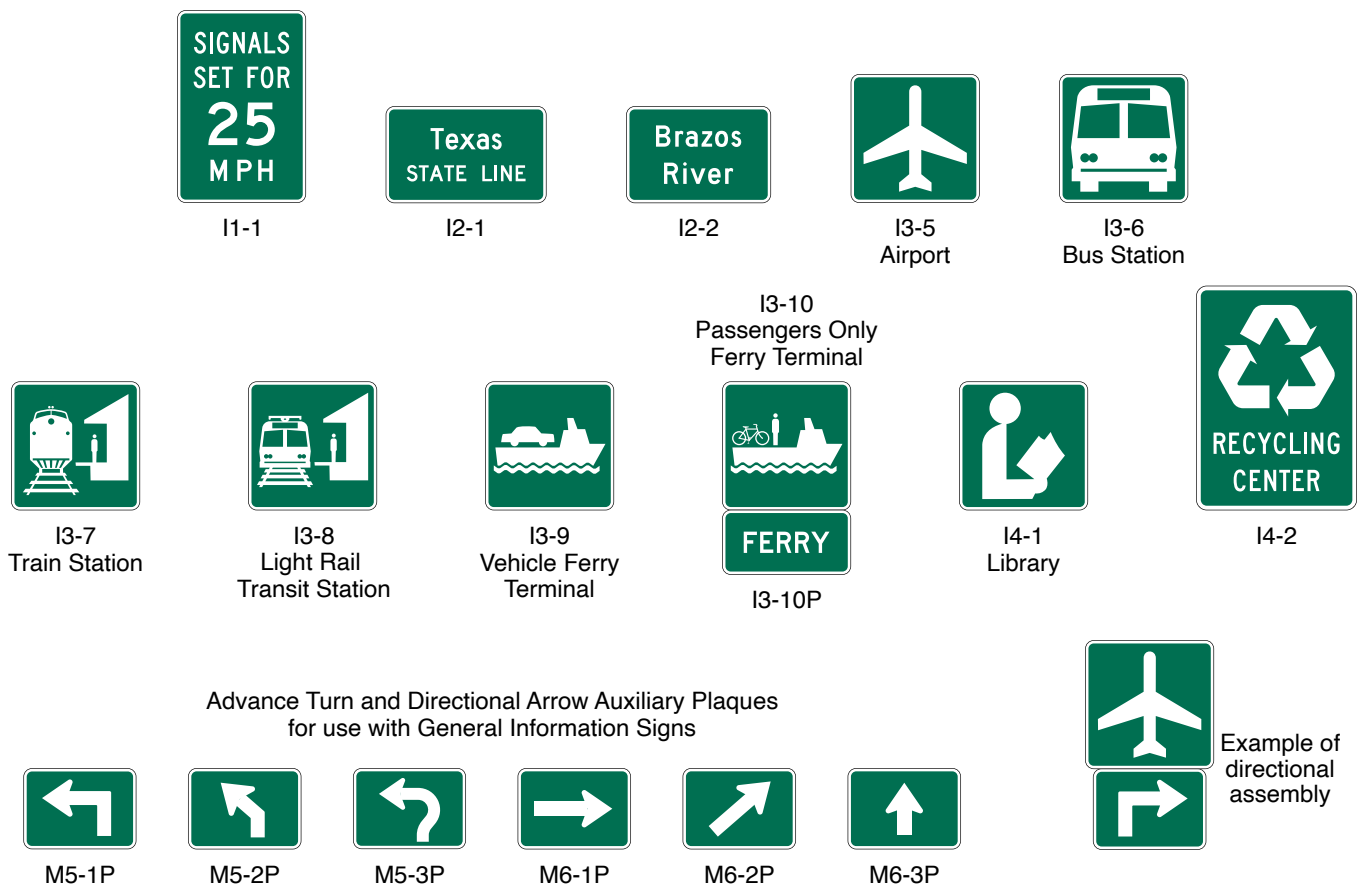 SIGNALS
SET FOR
25
MPH
I1-1
Texas
STATE LINE
I2-1
Brazos
River
I2-2
I3-5
Airport
I3-6
Bus Station
I3-7
Train Station
I3-8
Light Rail
Transit Station
I3-9
Vehicle Ferry
Terminal
I3-10
Passengers Only
Ferry Terminal
FERRY
I3-10P
I4-1
Library
RECYCLING
CENTER
I4-2
Advance Turn and Directional Arrow Auxiliary Plaques
for use with General Information Signs
M5-1P
M5-2P
M5-3P
M6-1P
M6-2P
M6-3P
Example of
directional
assembly